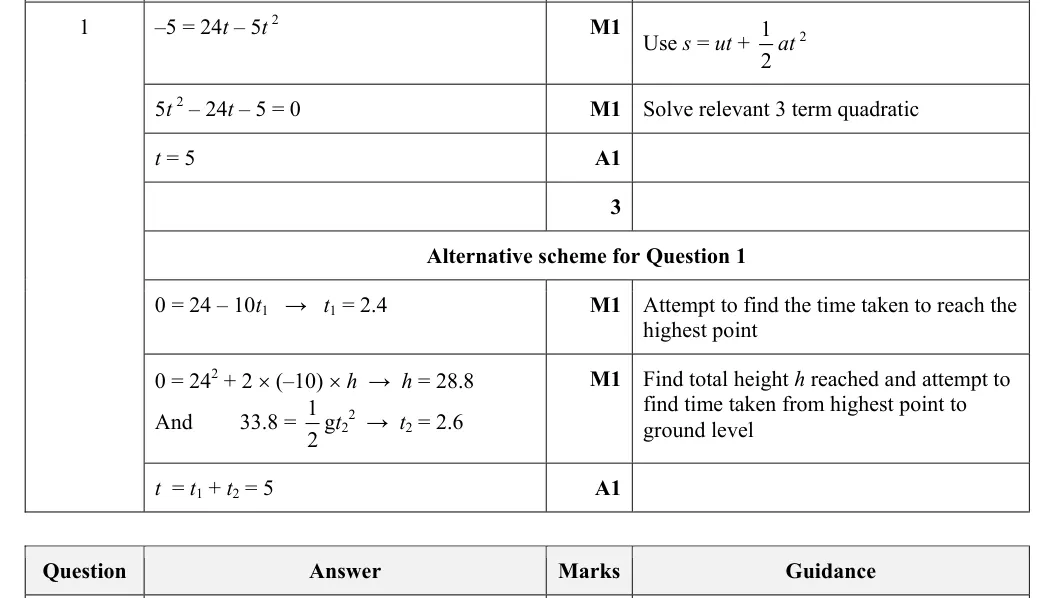 1 –5 = 24t – 5t² M1 Use s = ut + 1/2 at²
5t² – 24t – 5 = 0 M1 Solve relevant 3 term quadratic
t = 5 A1
3
Alternative scheme for Question 1
0 = 24 – 10t₁ → t₁ = 2.4 M1 Attempt to find the time taken to reach the
highest point
0 = 24² + 2 × (–10) × h → h = 28.8 M1 Find total height h reached and attempt to
And 33.8 = 1/2 gt₂² → t₂ = 2.6 find time taken from highest point to
ground level
t = t₁ + t₂ = 5 A1
Question Answer Marks Guidance